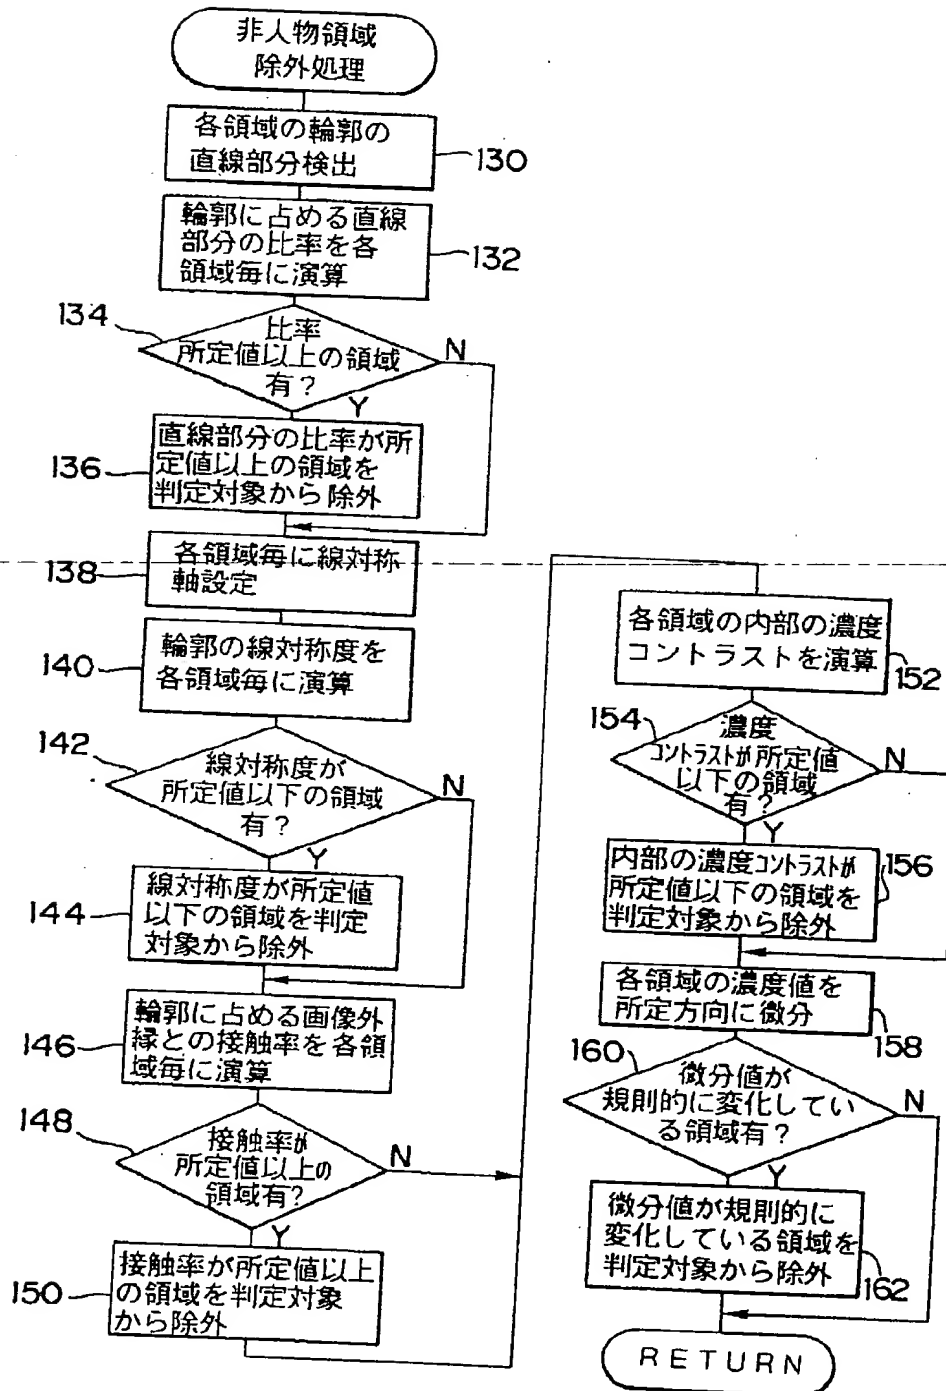 非人物領域
除外処理
各領域の輪郭の
直線部分検出
130
輪郭に占める直線
部分の比率を各
領域毎に演算
132
134
比率
所定値以上の領域
有?
N
Y
136
直線部分の比率が所
定値以上の領域を
判定対象から除外
138
各領域毎に線対称
軸設定
140
輪郭の線対称度を
各領域毎に演算
142
線対称度が
所定値以下の領域
有?
N
Y
144
線対称度が所定値
以下の領域を判定
対象から除外
146
輪郭に占める画像外
縁との接触率を各領
域毎に演算
148
接触率が
所定値以上の
領域有?
N
Y
150
接触率が所定値以上
の領域を判定対象
から除外
各領域の内部の濃度
コントラストを演算
152
154
濃度
コントラストが所定値
以下の領域
有?
N
Y
内部の濃度コントラストが
所定値以下の領域を
判定対象から除外
156
各領域の濃度値を
所定方向に微分
158
160
微分値が
規則的に変化してい
る領域有?
N
Y
微分値が規則的に
変化している領域を
判定対象から除外
162
RETURN